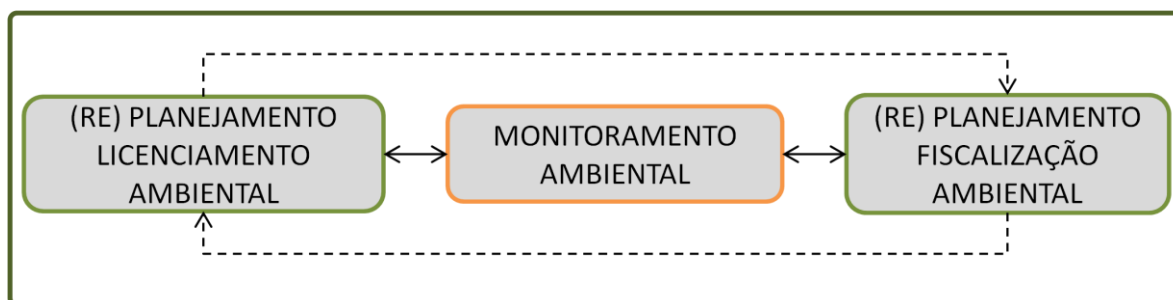 (RE) PLANEJAMENTO
LICENCIAMENTO
AMBIENTAL
MONITORAMENTO
AMBIENTAL
(RE) PLANEJAMENTO
FISCALIZAÇÃO
AMBIENTAL